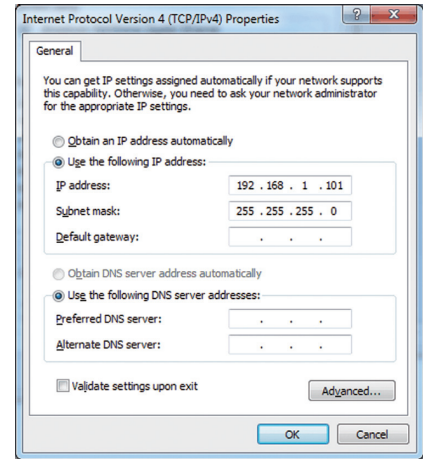 Internet Protocol Version 4 (TCP/IPv4) Properties
General
You can get IP settings assigned automatically if your network supports
this capability. Otherwise, you need to ask your network administrator
for the appropriate IP settings.
Obtain an IP address automatically
Use the following IP address:
IP address: 192 . 168 . 1 . 101
Subnet mask: 255 . 255 . 255 . 0
Default gateway: . . .
Obtain DNS server address automatically
Use the following DNS server addresses:
Preferred DNS server: . . .
Alternate DNS server: . . .
Validate settings upon exit
Advanced...
OK Cancel